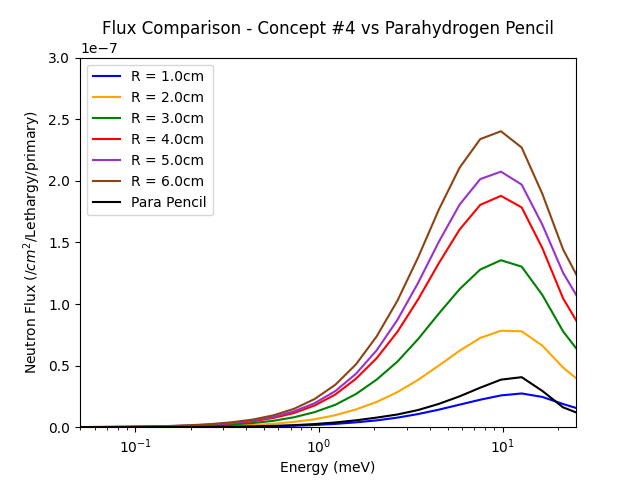 Flux Comparison - Concept #4 vs Parahydrogen Pencil
1e−7
3.0
2.5
2.0
1.5
1.0
0.5
0.0
Neutron Flux (/cm²/Lethargy/primary)
R = 1.0cm
R = 2.0cm
R = 3.0cm
R = 4.0cm
R = 5.0cm
R = 6.0cm
Para Pencil
10⁻¹ 10⁰ 10¹
Energy (meV)